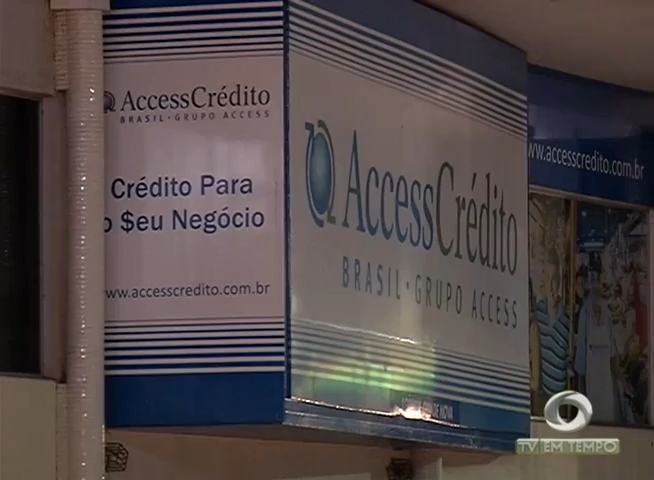 AccessCrédito
BRASIL · GRUPO ACCESS
Crédito Para
o $eu Negócio
www.accesscredito.com.br
AccessCrédito
BRASIL · GRUPO ACCESS
www.accesscredito.com.br
TV EM TEMPO